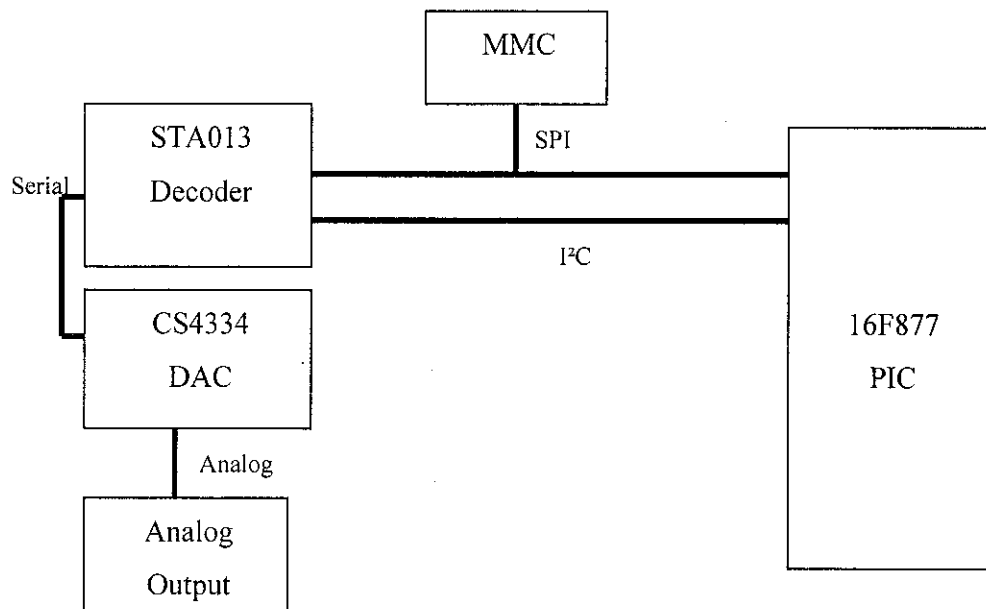 MMC
STA013
Decoder
SPI
Serial
I²C
CS4334
DAC
16F877
PIC
Analog
Analog
Output